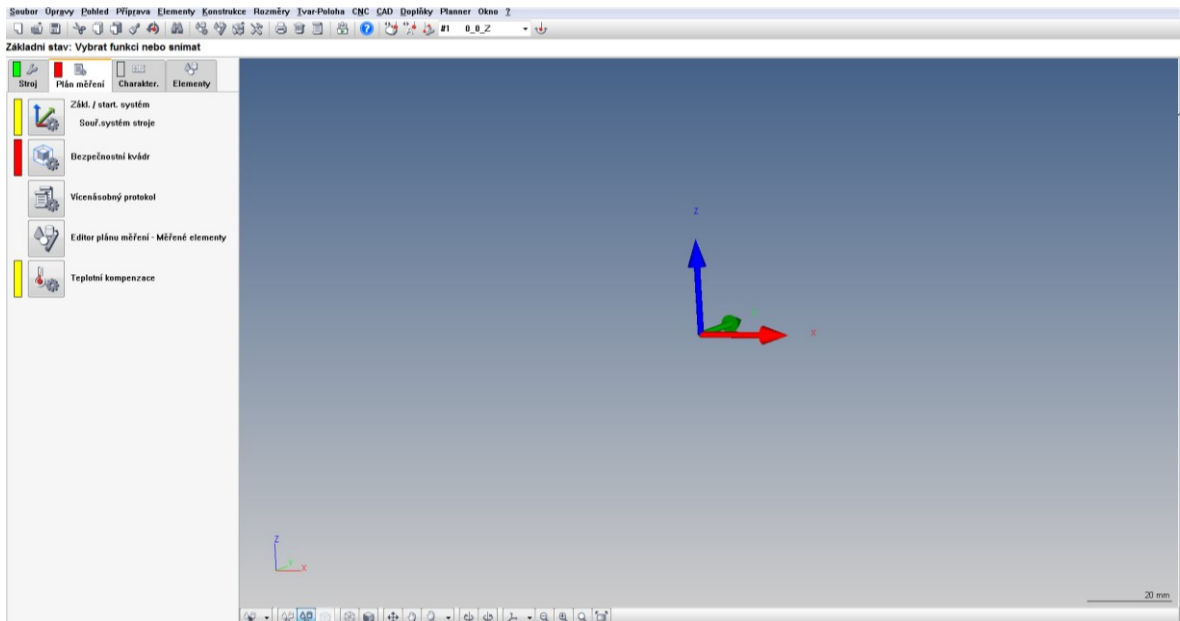 Soubor Úpravy Pohled Příprava Elementy Konstrukce Rozměry Tvar-Poloha CNC CAD Doplňky Planner Okno ?
#1 0_0_Z
Základní stav: Vybrat funkci nebo snímat
Stroj Plán měření Charakter. Elementy
Zákl. / start. systém
Souř.systém stroje
Bezpečnostní kvádr
Vícenásobný protokol
Editor plánu měření - Měřené elementy
Teplotní kompenzace
Z
X
Z
Y
X
20 mm